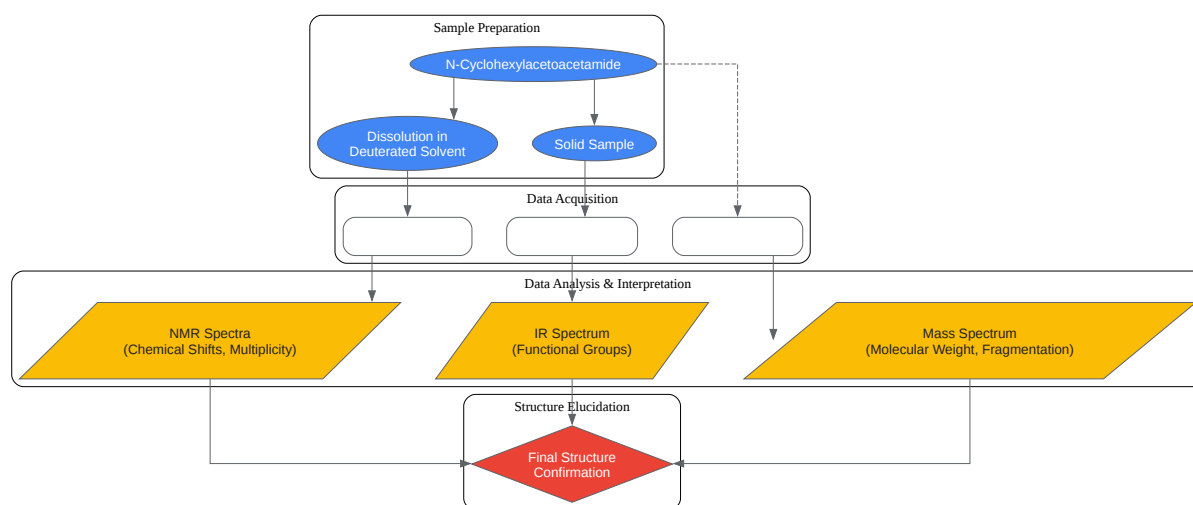 Sample Preparation
N-Cyclohexylacetoacetamide
Dissolution in
Deuterated Solvent
Solid Sample
Data Acquisition
Data Analysis & Interpretation
NMR Spectra
(Chemical Shifts, Multiplicity)
IR Spectrum
(Functional Groups)
Mass Spectrum
(Molecular Weight, Fragmentation)
Structure Elucidation
Final Structure
Confirmation